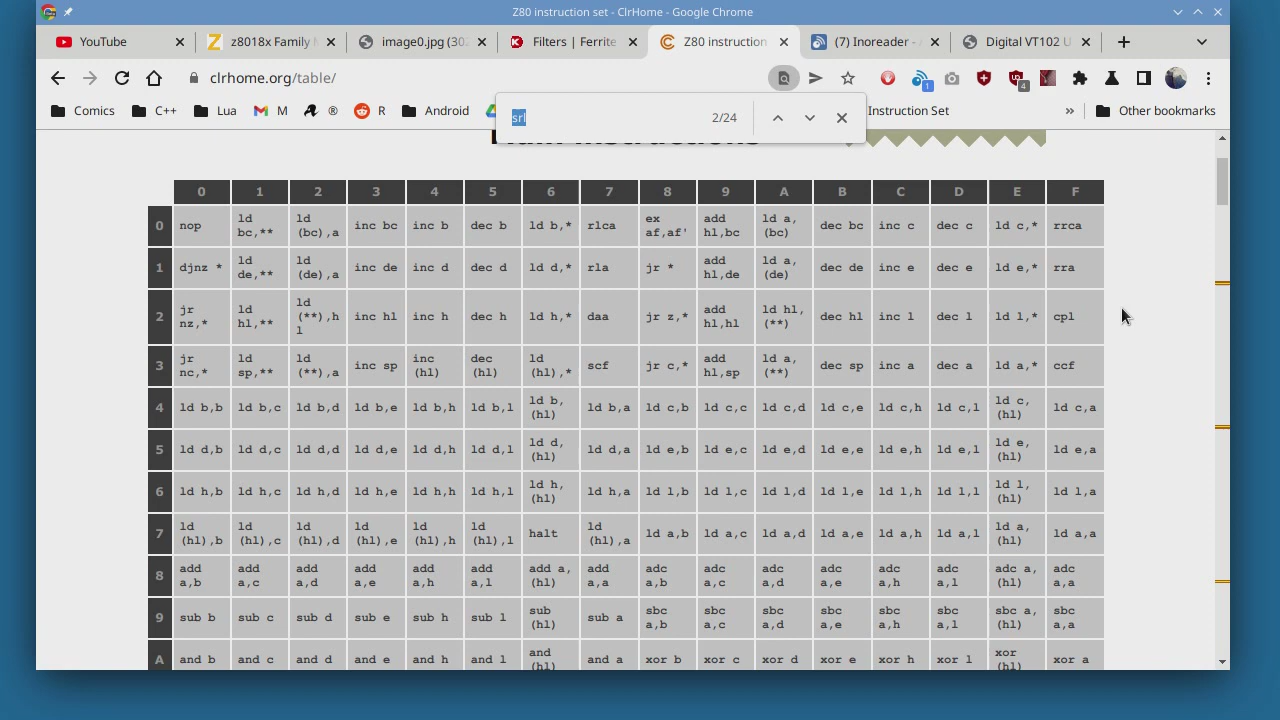 Z80 instruction set - ClrHome - Google Chrome
YouTube z8018x Family M image0.jpg (30 Filters | Ferrite Z80 instruction (7) Inoreader - Digital VT102 U
clrhome.org/table/
1 4
Comics C++ Lua M ® R Android Instruction Set » Other bookmarks
srl 2/24
Main instructions
0 1 2 3 4 5 6 7 8 9 A B C D E F
0 nop ld bc,** ld (bc),a inc bc inc b dec b ld b,* rlca ex af,af' add hl,bc ld a,(bc) dec bc inc c dec c ld c,* rrca
1 djnz * ld de,** ld (de),a inc de inc d dec d ld d,* rla jr * add hl,de ld a,(de) dec de inc e dec e ld e,* rra
2 jr nz,* ld hl,** ld (**),hl inc hl inc h dec h ld h,* daa jr z,* add hl,hl ld hl,(**) dec hl inc l dec l ld l,* cpl
3 jr nc,* ld sp,** ld (**),a inc sp inc (hl) dec (hl) ld (hl),* scf jr c,* add hl,sp ld a,(**) dec sp inc a dec a ld a,* ccf
4 ld b,b ld b,c ld b,d ld b,e ld b,h ld b,l ld b,(hl) ld b,a ld c,b ld c,c ld c,d ld c,e ld c,h ld c,l ld c,(hl) ld c,a
5 ld d,b ld d,c ld d,d ld d,e ld d,h ld d,l ld d,(hl) ld d,a ld e,b ld e,c ld e,d ld e,e ld e,h ld e,l ld e,(hl) ld e,a
6 ld h,b ld h,c ld h,d ld h,e ld h,h ld h,l ld h,(hl) ld h,a ld l,b ld l,c ld l,d ld l,e ld l,h ld l,l ld l,(hl) ld l,a
7 ld (hl),b ld (hl),c ld (hl),d ld (hl),e ld (hl),h ld (hl),l halt ld (hl),a ld a,b ld a,c ld a,d ld a,e ld a,h ld a,l ld a,(hl) ld a,a
8 add a,b add a,c add a,d add a,e add a,h add a,l add a,(hl) add a,a adc a,b adc a,c adc a,d adc a,e adc a,h adc a,l adc a,(hl) adc a,a
9 sub b sub c sub d sub e sub h sub l sub (hl) sub a sbc a,b sbc a,c sbc a,d sbc a,e sbc a,h sbc a,l sbc a,(hl) sbc a,a
A and b and c and d and e and h and l and (hl) and a xor b xor c xor d xor e xor h xor l xor (hl) xor a